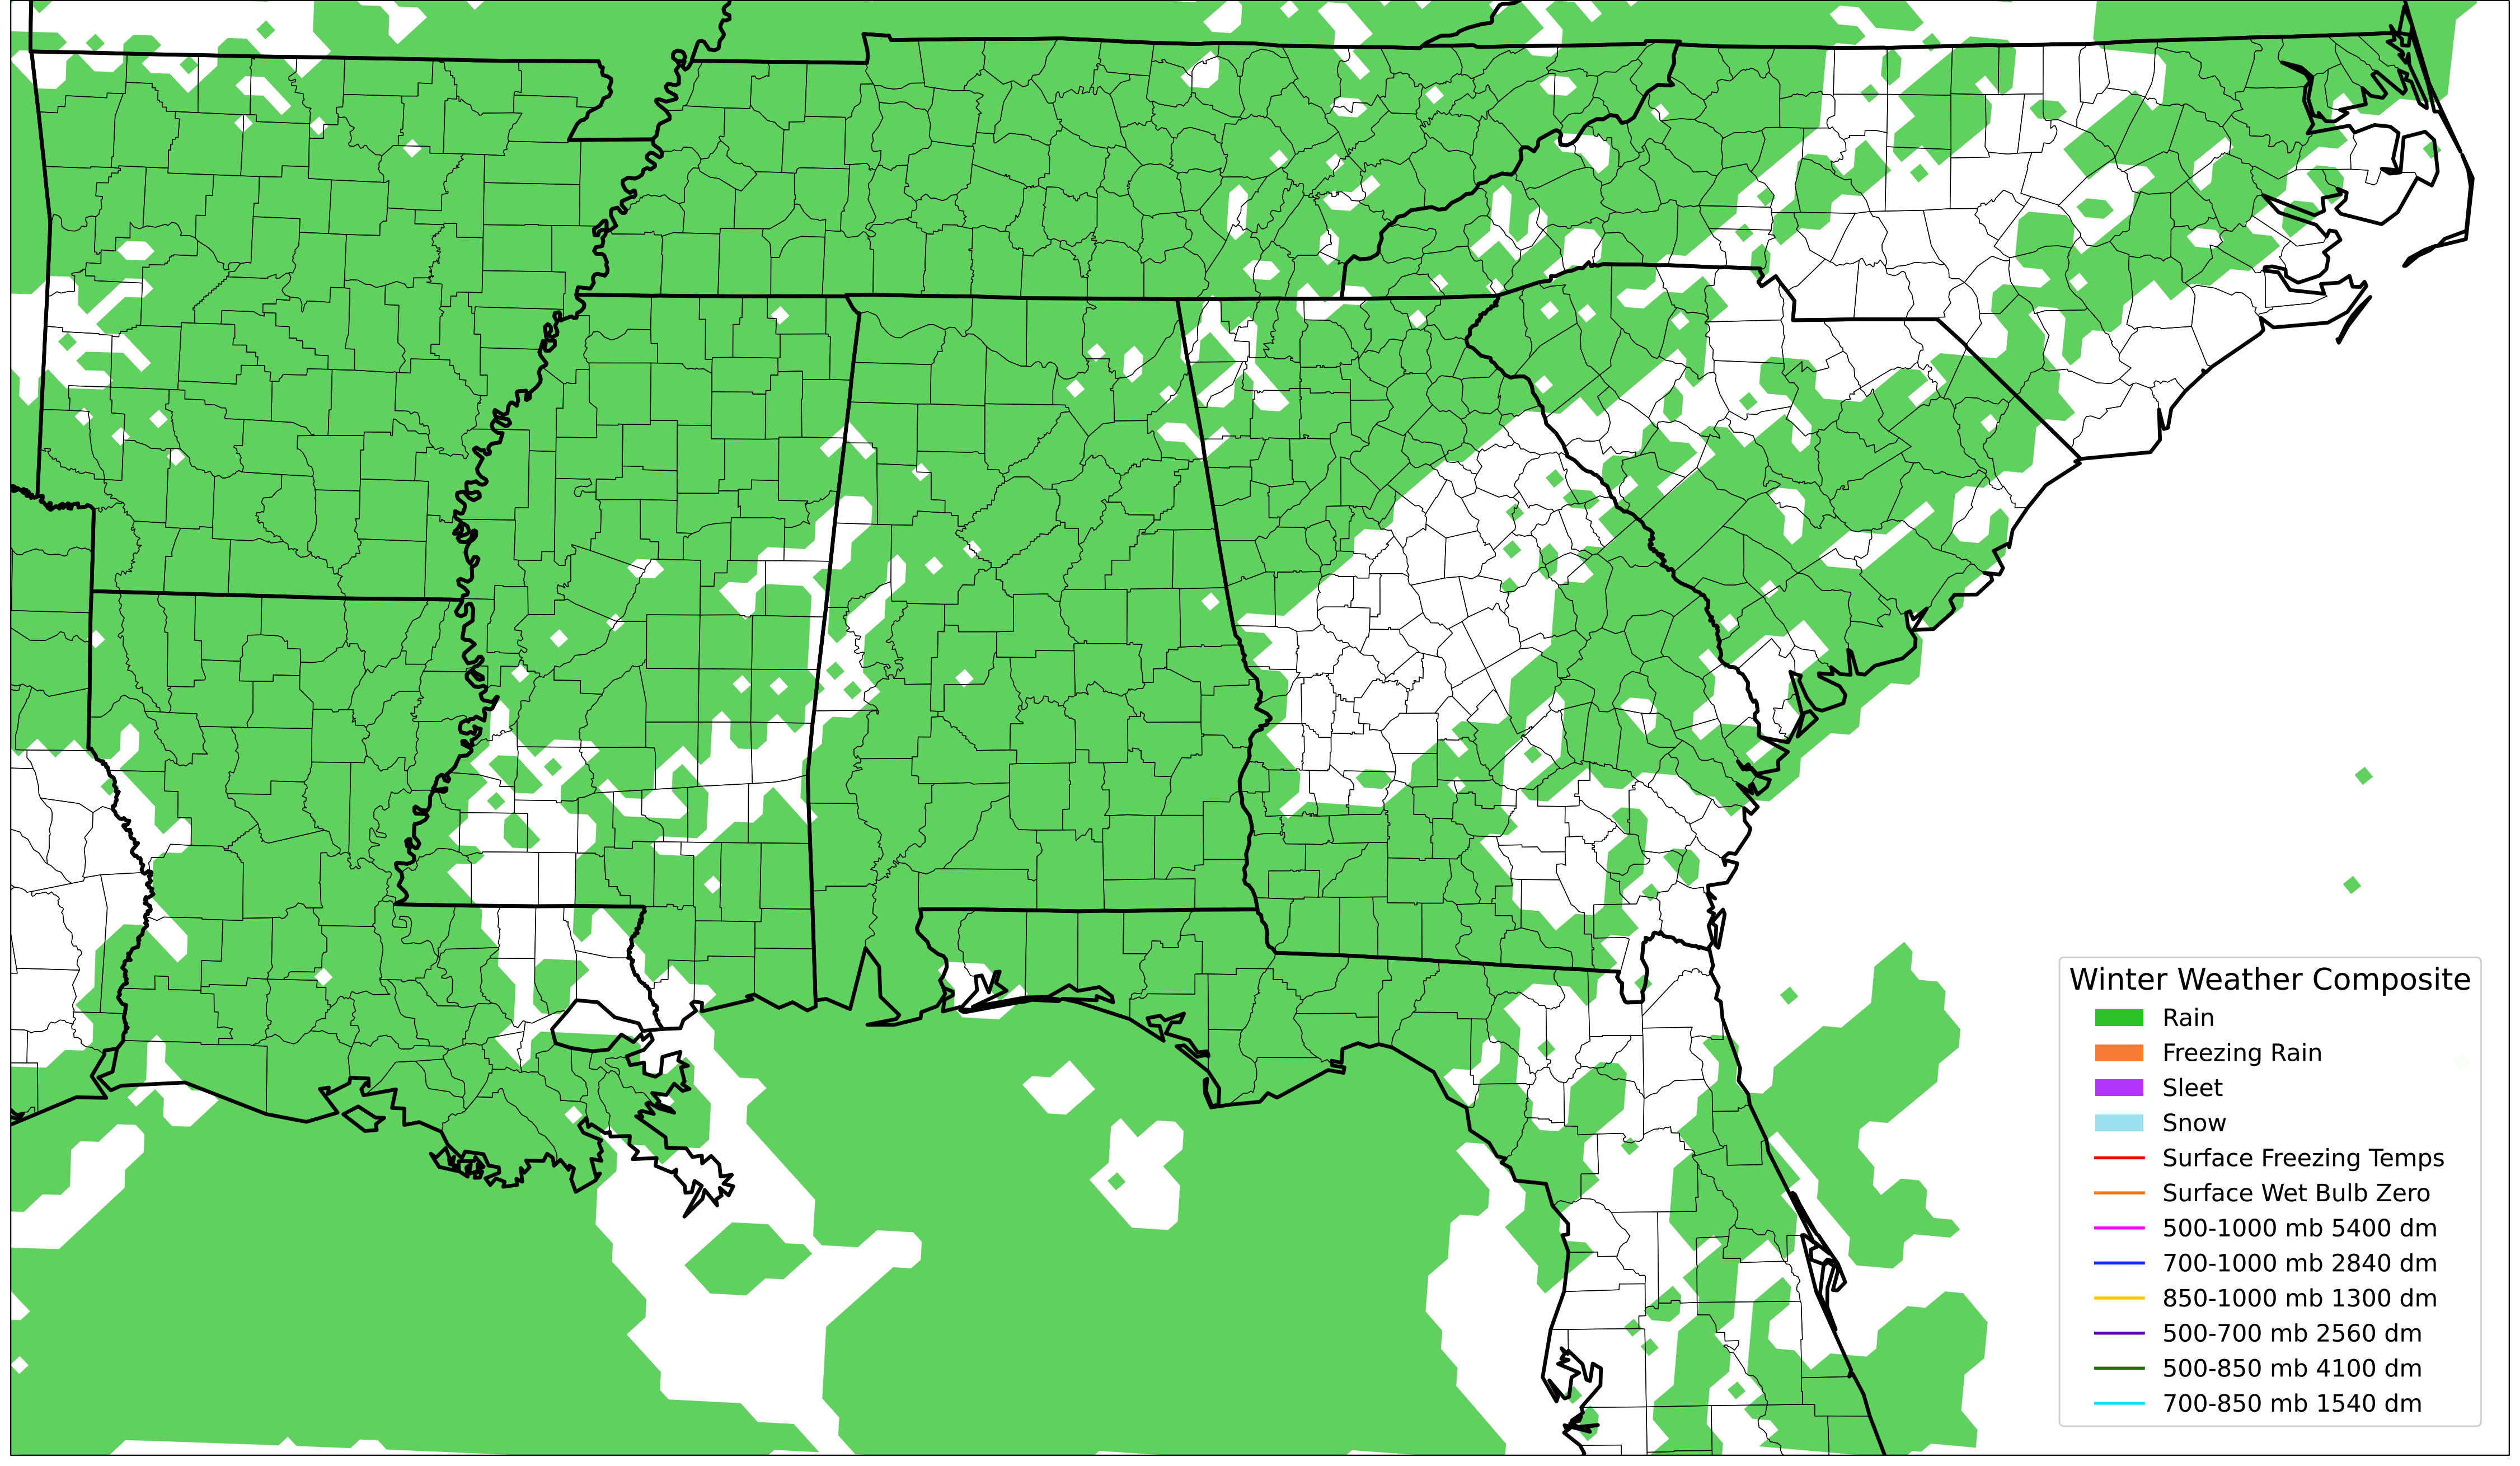 Winter Weather Composite
Rain
Freezing Rain
Sleet
Snow
Surface Freezing Temps
Surface Wet Bulb Zero
500-1000 mb 5400 dm
700-1000 mb 2840 dm
850-1000 mb 1300 dm
500-700 mb 2560 dm
500-850 mb 4100 dm
700-850 mb 1540 dm